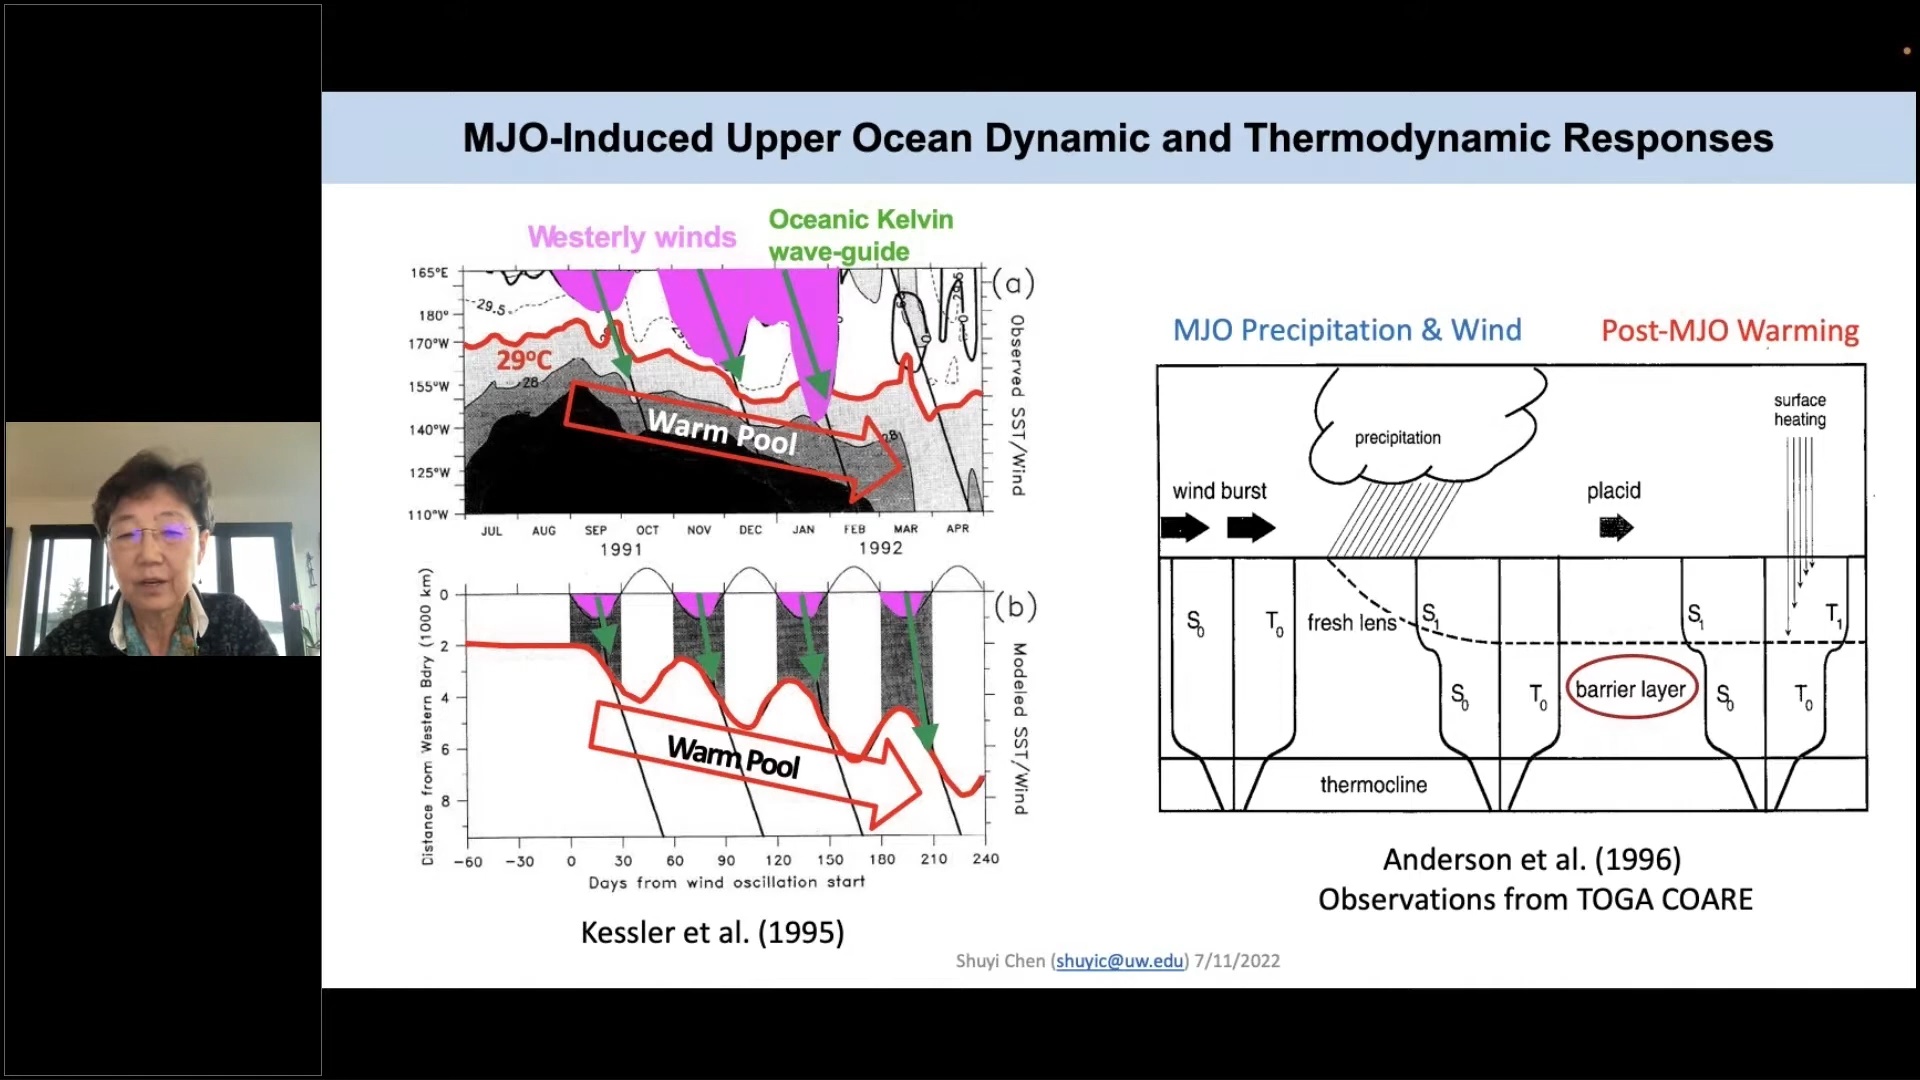 MJO-Induced Upper Ocean Dynamic and Thermodynamic Responses
Westerly winds
Oceanic Kelvin
wave-guide
165°E
180°
170°W
155°W
140°W
125°W
110°W
29.5
29°C
28
Warm Pool
28
(a)
Observed SST/Wind
JUL AUG SEP OCT NOV DEC JAN FEB MAR APR
1991 1992
Distance from Western Bdry (1000 km)
0
2
4
6
8
Warm Pool
(b)
Modeled SST/Wind
−60 −30 0 30 60 90 120 150 180 210 240
Days from wind oscillation start
Kessler et al. (1995)
MJO Precipitation & Wind
Post-MJO Warming
surface
heating
precipitation
wind burst
placid
S0 T0 fresh lens S1 S1 T1
S0 T0 barrier layer S0 T0
thermocline
Anderson et al. (1996)
Observations from TOGA COARE
Shuyi Chen (shuyic@uw.edu) 7/11/2022